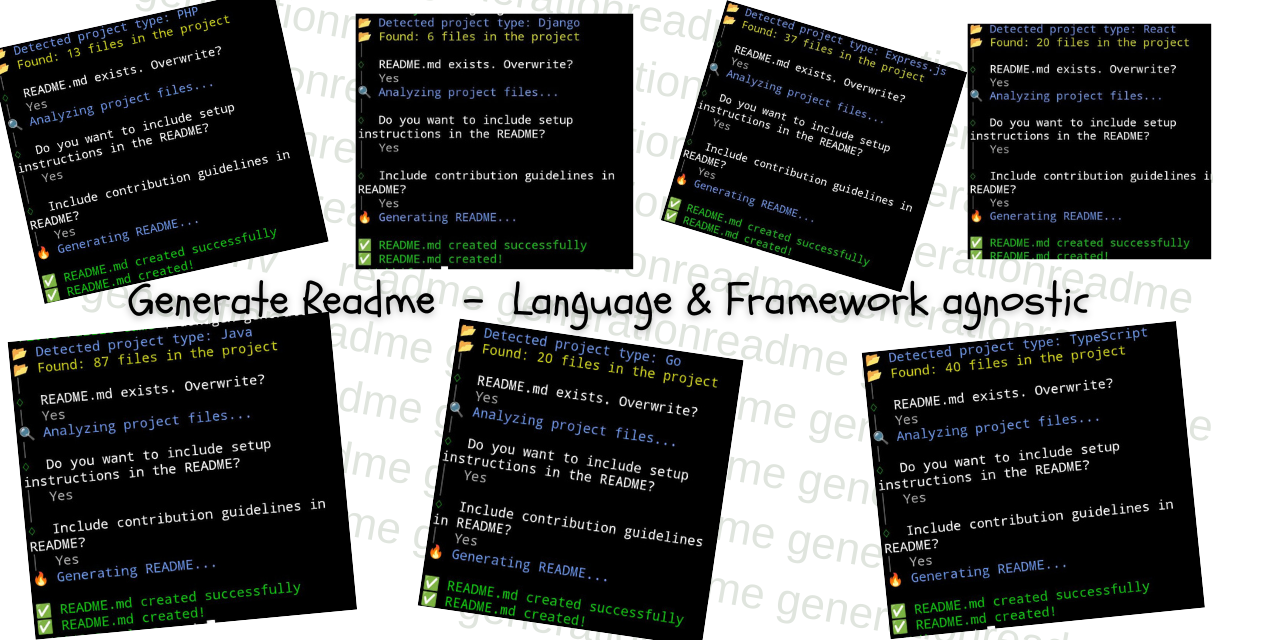 Detected project type: PHP
Found: 13 files in the project
README.md exists. Overwrite?
Yes
Analyzing project files...
Do you want to include setup
instructions in the README?
Yes
Include contribution guidelines in
README?
Yes
Generating README...
README.md created successfully
README.md created!
Detected project type: Django
Found: 6 files in the project
README.md exists. Overwrite?
Yes
Analyzing project files...
Do you want to include setup
instructions in the README?
Yes
Include contribution guidelines in
README?
Yes
Generating README...
README.md created successfully
README.md created!
Detected project type: Express.js
Found: 37 files in the project
README.md exists. Overwrite?
Yes
Analyzing project files...
Do you want to include setup
instructions in the README?
Yes
Include contribution guidelines in
README?
Yes
Generating README...
README.md created successfully
README.md created!
Detected project type: React
Found: 20 files in the project
README.md exists. Overwrite?
Yes
Analyzing project files...
Do you want to include setup
instructions in the README?
Yes
Include contribution guidelines in
README?
Yes
Generating README...
README.md created successfully
README.md created!
Generate Readme - Language & Framework agnostic
Detected project type: Java
Found: 87 files in the project
README.md exists. Overwrite?
Yes
Analyzing project files...
Do you want to include setup
instructions in the README?
Yes
Include contribution guidelines in
README?
Yes
Generating README...
README.md created successfully
README.md created!
Detected project type: Go
Found: 20 files in the project
README.md exists. Overwrite?
Yes
Analyzing project files...
Do you want to include setup
instructions in the README?
Yes
Include contribution guidelines
in README?
Yes
Generating README...
README.md created successfully
README.md created!
Detected project type: TypeScript
Found: 40 files in the project
README.md exists. Overwrite?
Yes
Analyzing project files...
Do you want to include setup
instructions in the README?
Yes
Include contribution guidelines in
README?
Yes
Generating README...
README.md created successfully
README.md created!